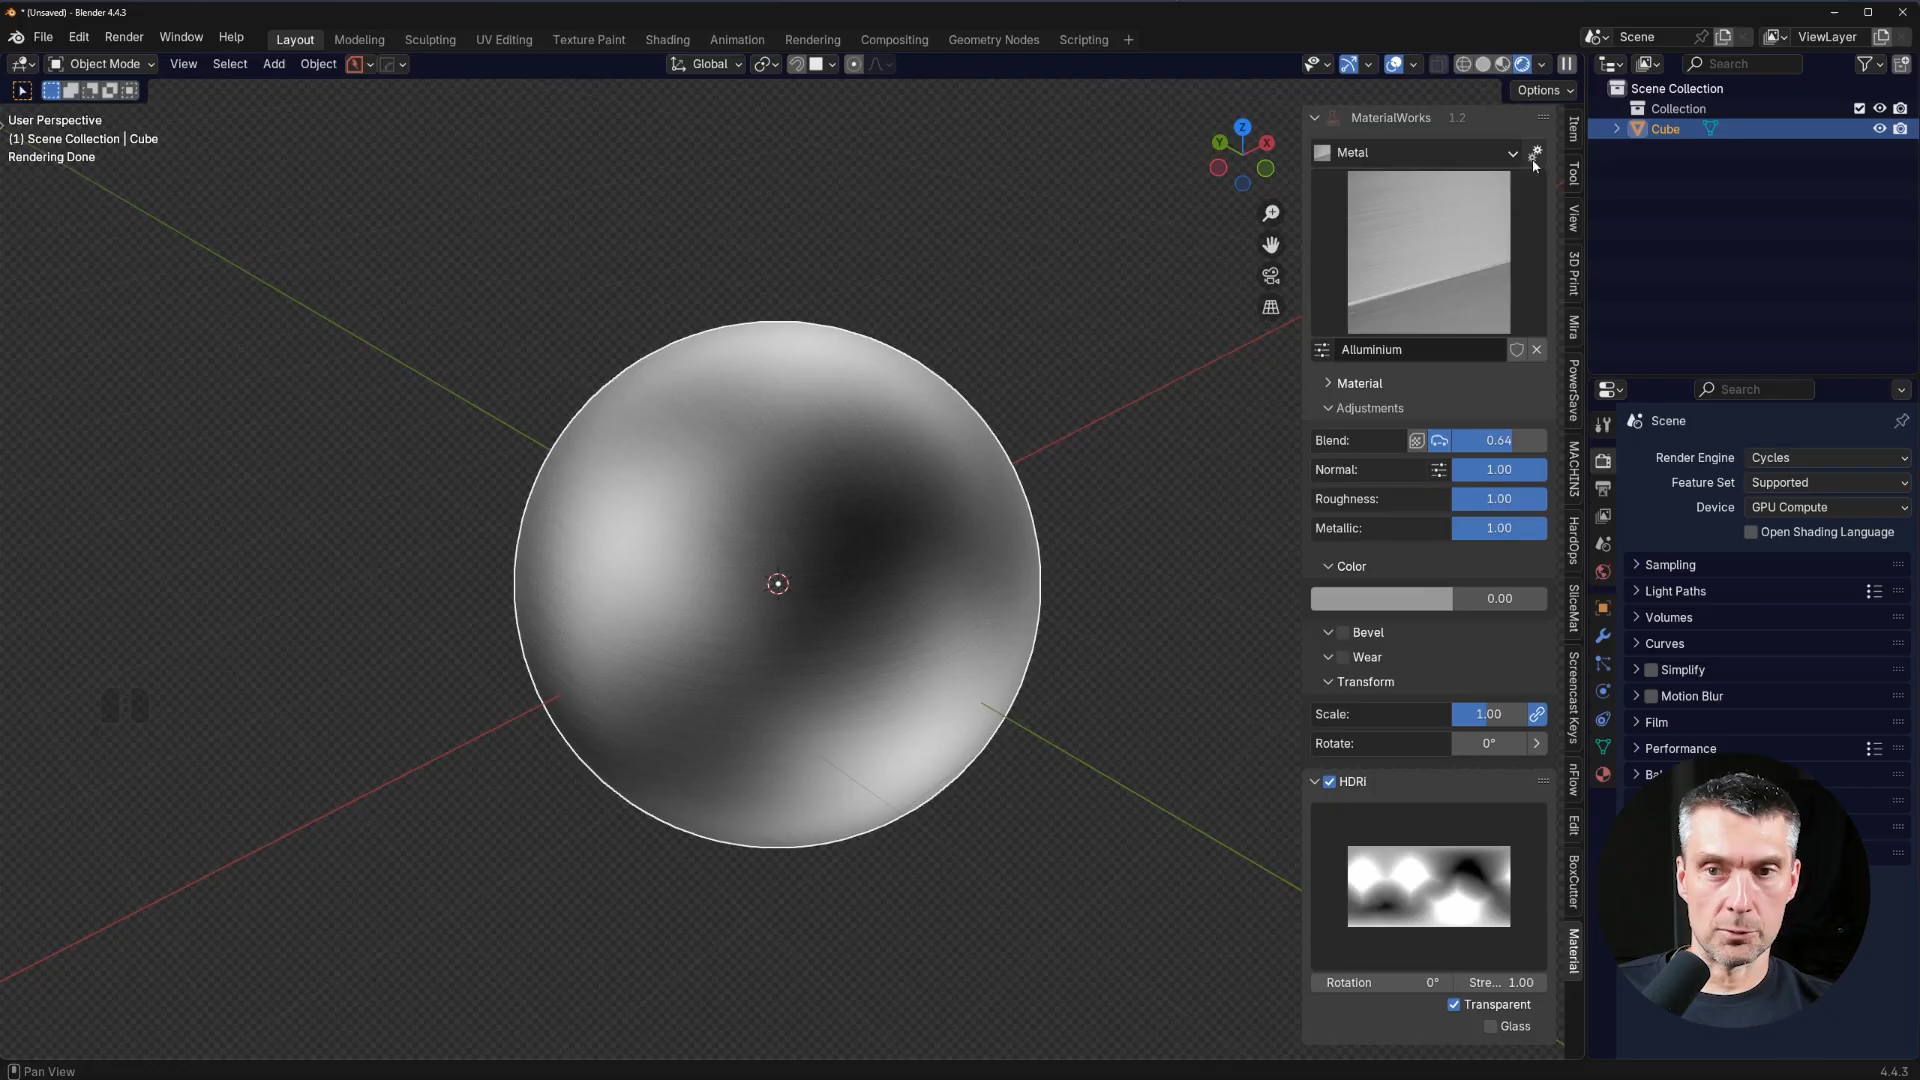 * (Unsaved) - Blender 4.4.3
File Edit Render Window Help
Layout Modeling Sculpting UV Editing Texture Paint Shading Animation Rendering Compositing Geometry Nodes Scripting +
Scene ViewLayer
Object Mode View Select Add Object Global
Search
Options
User Perspective
(1) Scene Collection | Cube
Rendering Done
Z
Y
X
MaterialWorks 1.2
Metal
Alluminium
Material
Adjustments
Blend: 0.64
Normal: 1.00
Roughness: 1.00
Metallic: 1.00
Color
0.00
Bevel
Wear
Transform
Scale: 1.00
Rotate: 0°
HDRi
Rotation 0° Stre... 1.00
Transparent
Glass
Item
Tool
View
3D Print
Mira
PowerSave
MACHIN3
HardOps
SliceMat
Screencast Keys
nFlow
Edit
BoxCutter
Material
Scene Collection
Collection
Cube
Search
Scene
Render Engine Cycles
Feature Set Supported
Device GPU Compute
Open Shading Language
Sampling
Light Paths
Volumes
Curves
Simplify
Motion Blur
Film
Performance
Pan View
4.4.3